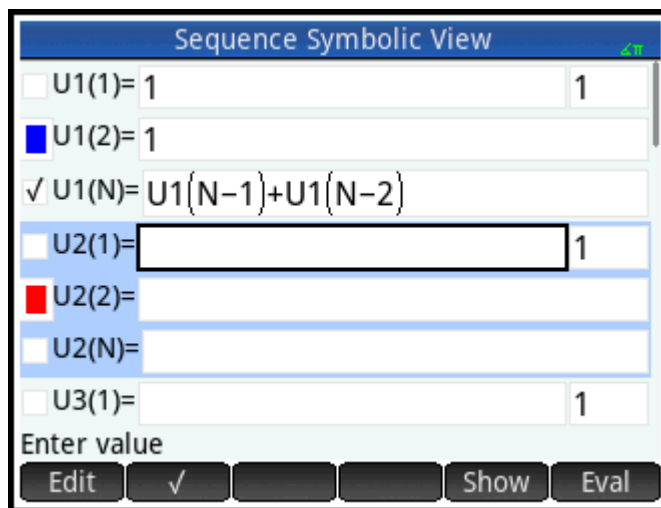 Sequence Symbolic View
∡π
U1(1)= 1 1
U1(2)= 1
√ U1(N)= U1(N−1)+U1(N−2)
U2(1)= 1
U2(2)=
U2(N)=
U3(1)= 1
Enter value
Edit √ Show Eval